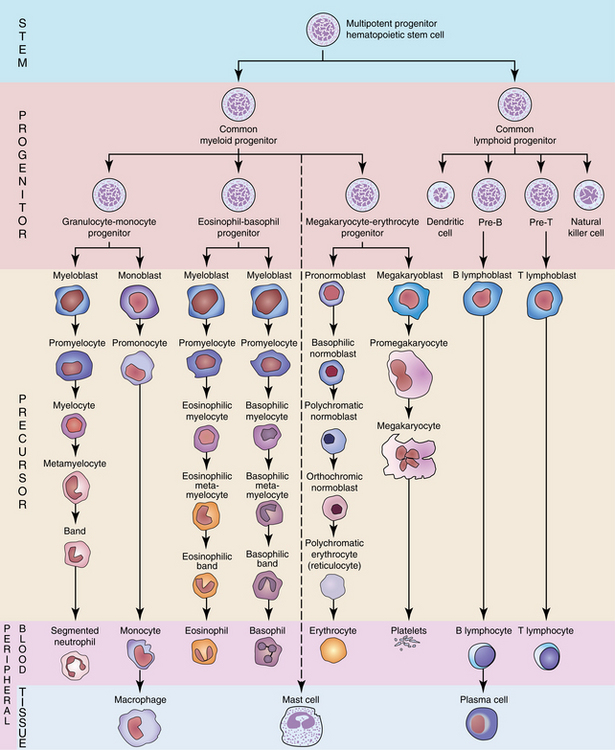 STEM
Multipotent progenitor
hematopoietic stem cell
PROGENITOR
Common
myeloid progenitor
Common
lymphoid progenitor
Granulocyte-monocyte
progenitor
Eosinophil-basophil
progenitor
Megakaryocyte-erythrocyte
progenitor
Dendritic
cell
Pre-B
Pre-T
Natural
killer cell
PRECURSOR
Myeloblast
Monoblast
Myeloblast
Myeloblast
Pronormoblast
Megakaryoblast
B lymphoblast
T lymphoblast
Promyelocyte
Promonocyte
Promyelocyte
Promyelocyte
Basophilic
normoblast
Promegakaryocyte
Myelocyte
Eosinophilic
myelocyte
Basophilic
myelocyte
Polychromatic
normoblast
Megakaryocyte
Metamyelocyte
Eosinophilic
meta-
myelocyte
Basophilic
meta-
myelocyte
Orthochromic
normoblast
Band
Eosinophilic
band
Basophilic
band
Polychromatic
erythrocyte
(reticulocyte)
PERIPHERAL
BLOOD
Segmented
neutrophil
Monocyte
Eosinophil
Basophil
Erythrocyte
Platelets
B lymphocyte
T lymphocyte
TISSUE
Macrophage
Mast cell
Plasma cell